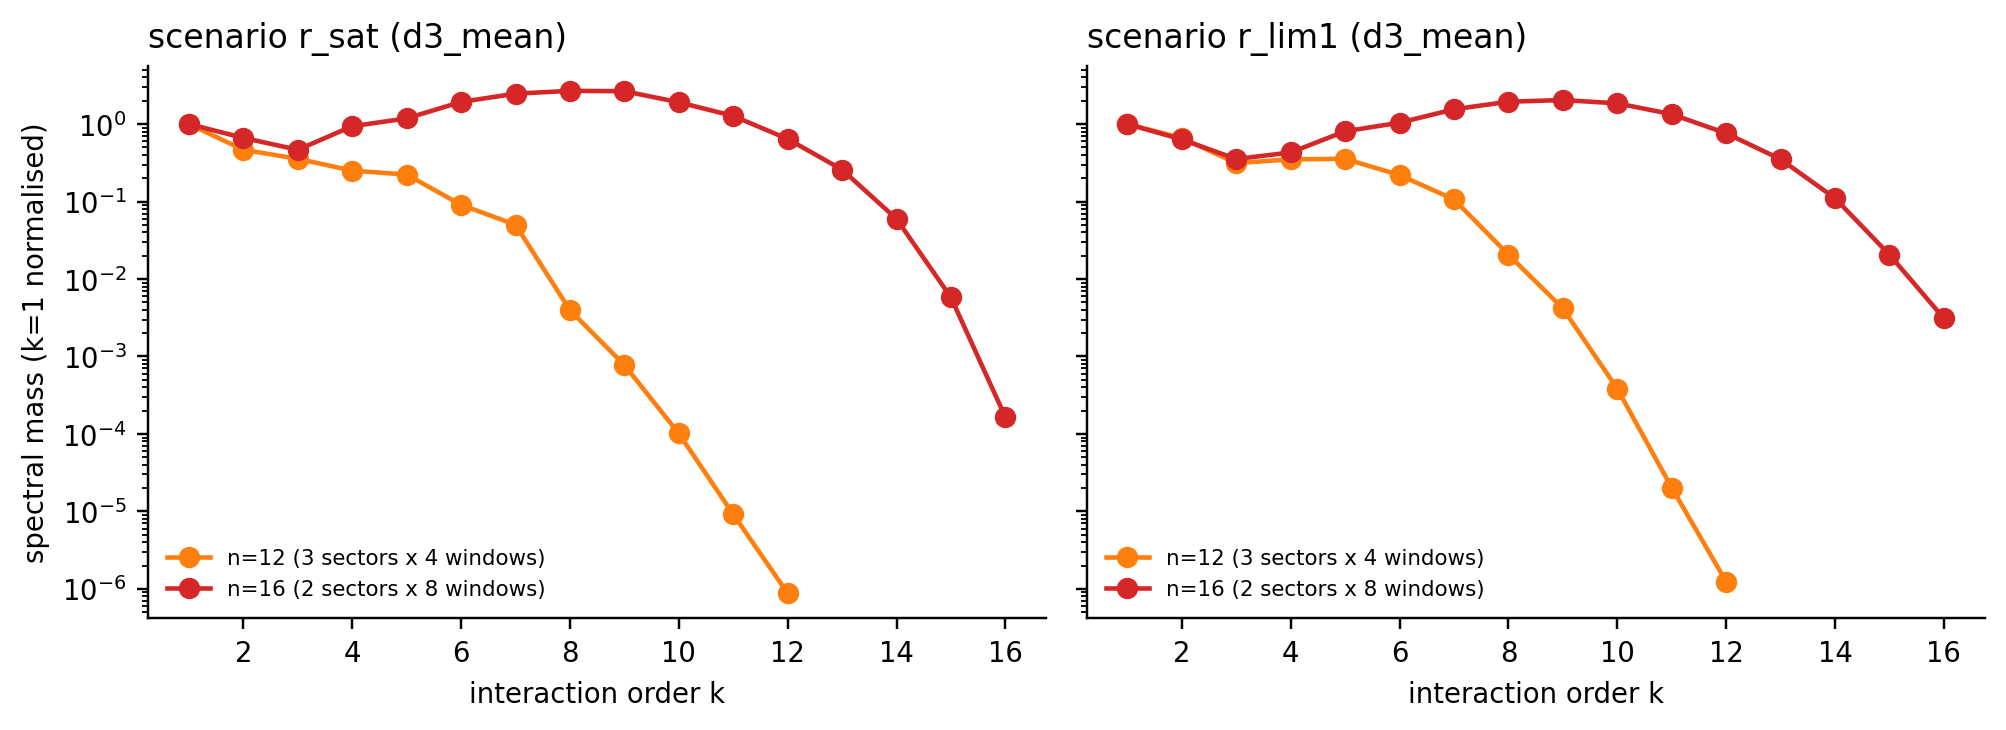 scenario r_sat (d3_mean)
spectral mass (k=1 normalised)
10⁰
10⁻¹
10⁻²
10⁻³
10⁻⁴
10⁻⁵
10⁻⁶
n=12 (3 sectors x 4 windows)
n=16 (2 sectors x 8 windows)
2 4 6 8 10 12 14 16
interaction order k
scenario r_lim1 (d3_mean)
n=12 (3 sectors x 4 windows)
n=16 (2 sectors x 8 windows)
2 4 6 8 10 12 14 16
interaction order k